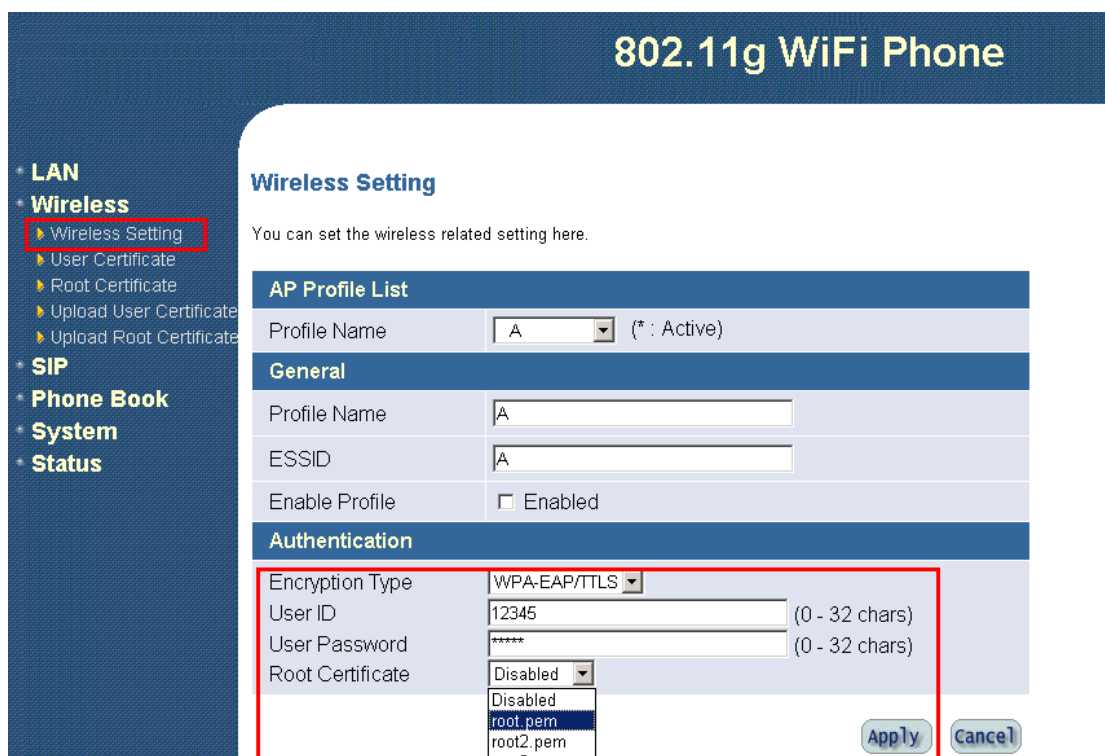 802.11g WiFi Phone
LAN
Wireless
Wireless Setting
User Certificate
Root Certificate
Upload User Certificate
Upload Root Certificate
SIP
Phone Book
System
Status
Wireless Setting
You can set the wireless related setting here.
AP Profile List
Profile Name A (* : Active)
General
Profile Name A
ESSID A
Enable Profile Enabled
Authentication
Encryption Type WPA-EAP/TTLS
User ID 12345 (0 - 32 chars)
User Password ***** (0 - 32 chars)
Root Certificate Disabled
Disabled
root.pem
root2.pem
Apply Cancel